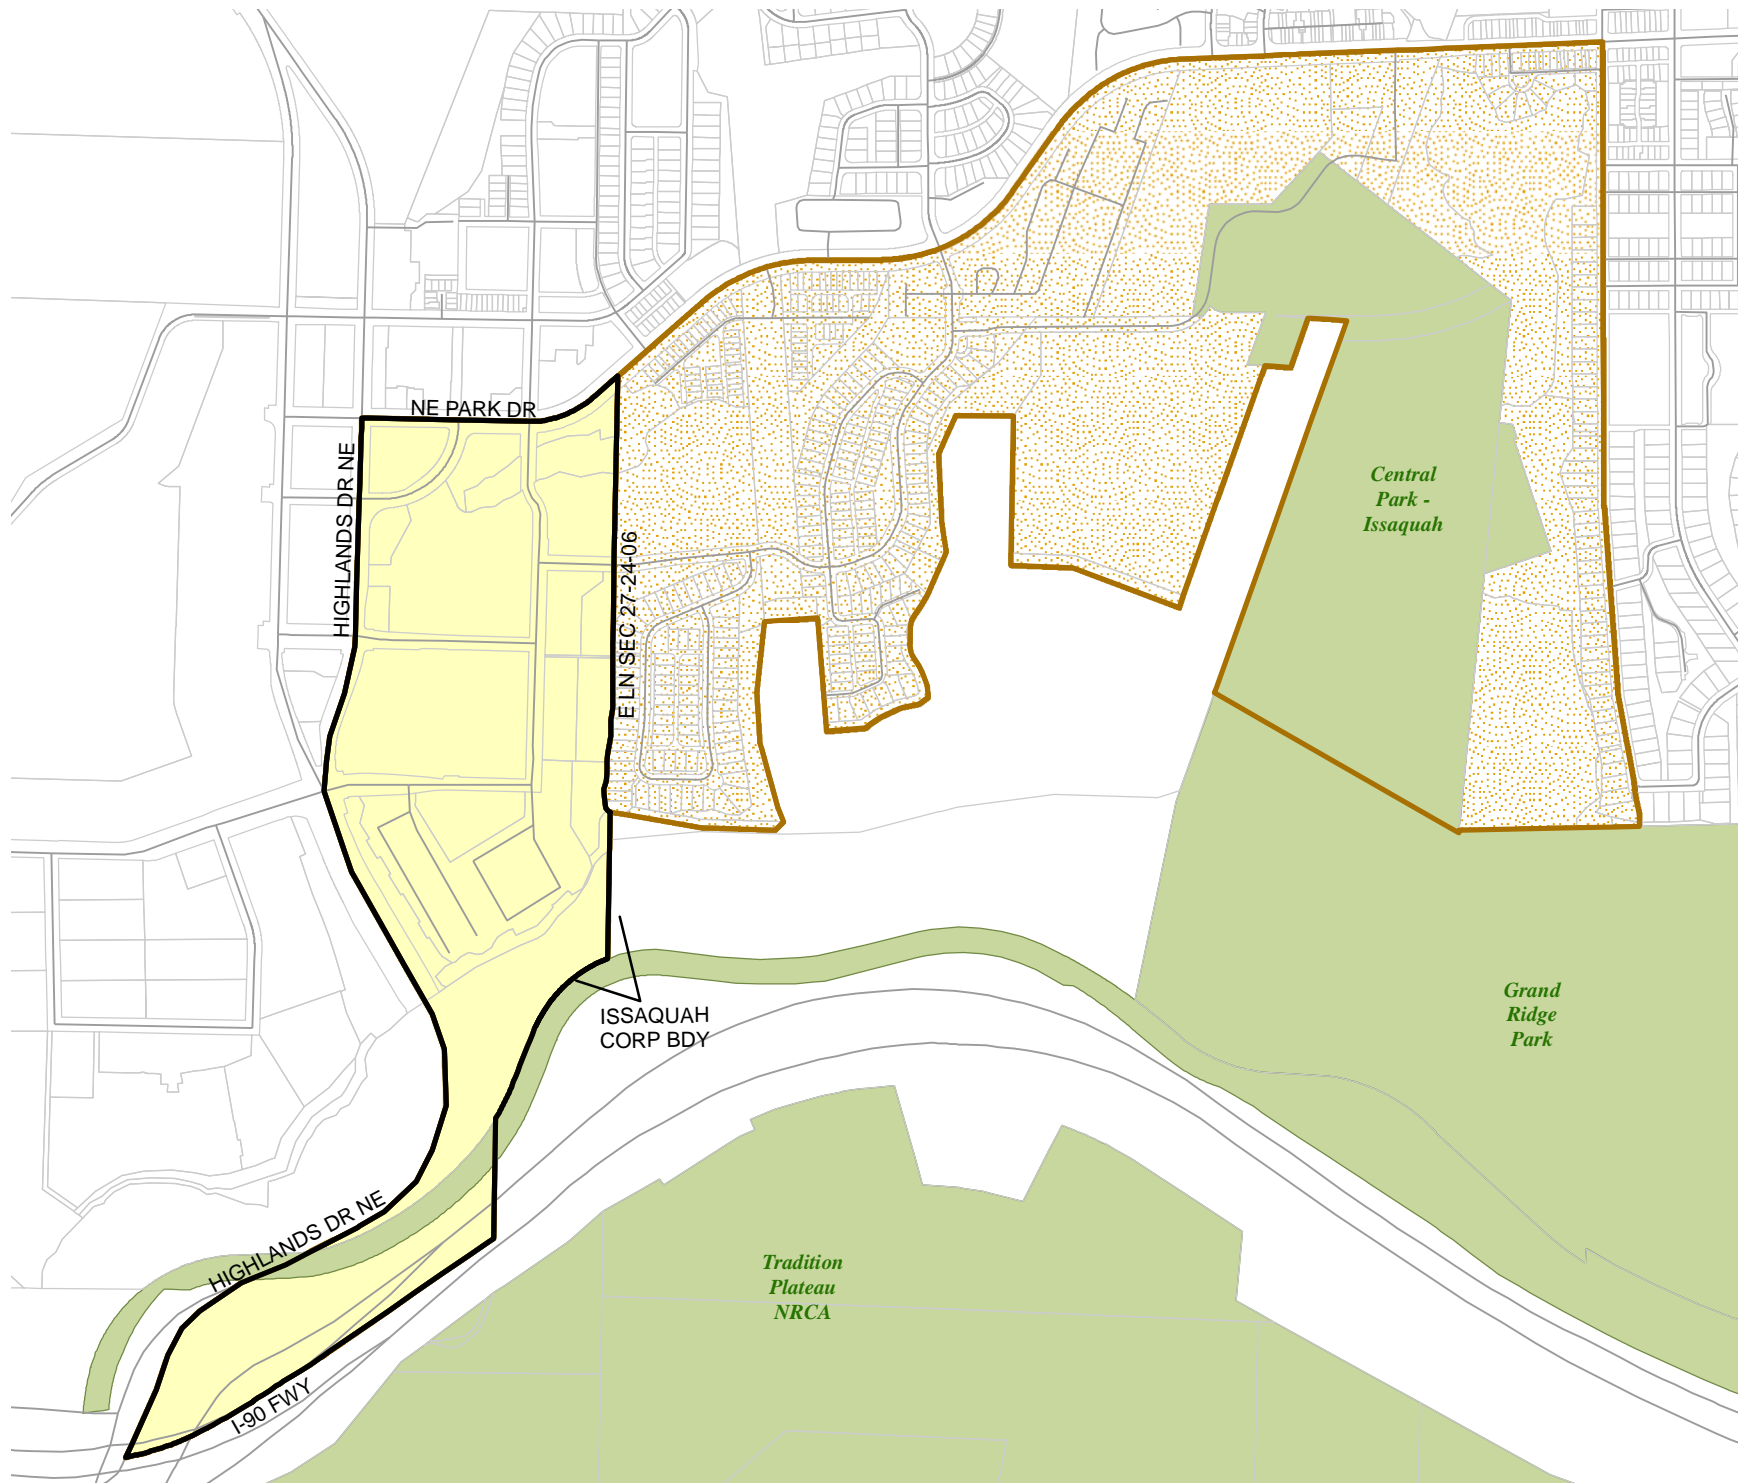 NE PARK DR
HIGHLANDS DR NE
E LN SEC 27-24-06
Central
Park -
Issaquah
ISSAQUAH
CORP BDY
Grand
Ridge
Park
HIGHLANDS DR NE
Tradition
Plateau
NRCA
I-90 FWY